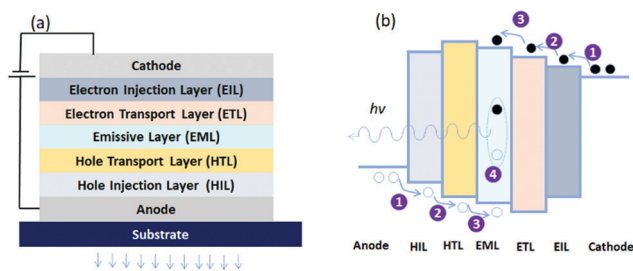 (a)
Cathode
Electron Injection Layer (EIL)
Electron Transport Layer (ETL)
Emissive Layer (EML)
Hole Transport Layer (HTL)
Hole Injection Layer (HIL)
Anode
Substrate
(b)
3
2
1
hv
4
1
2
3
Anode HIL HTL EML ETL EIL Cathode